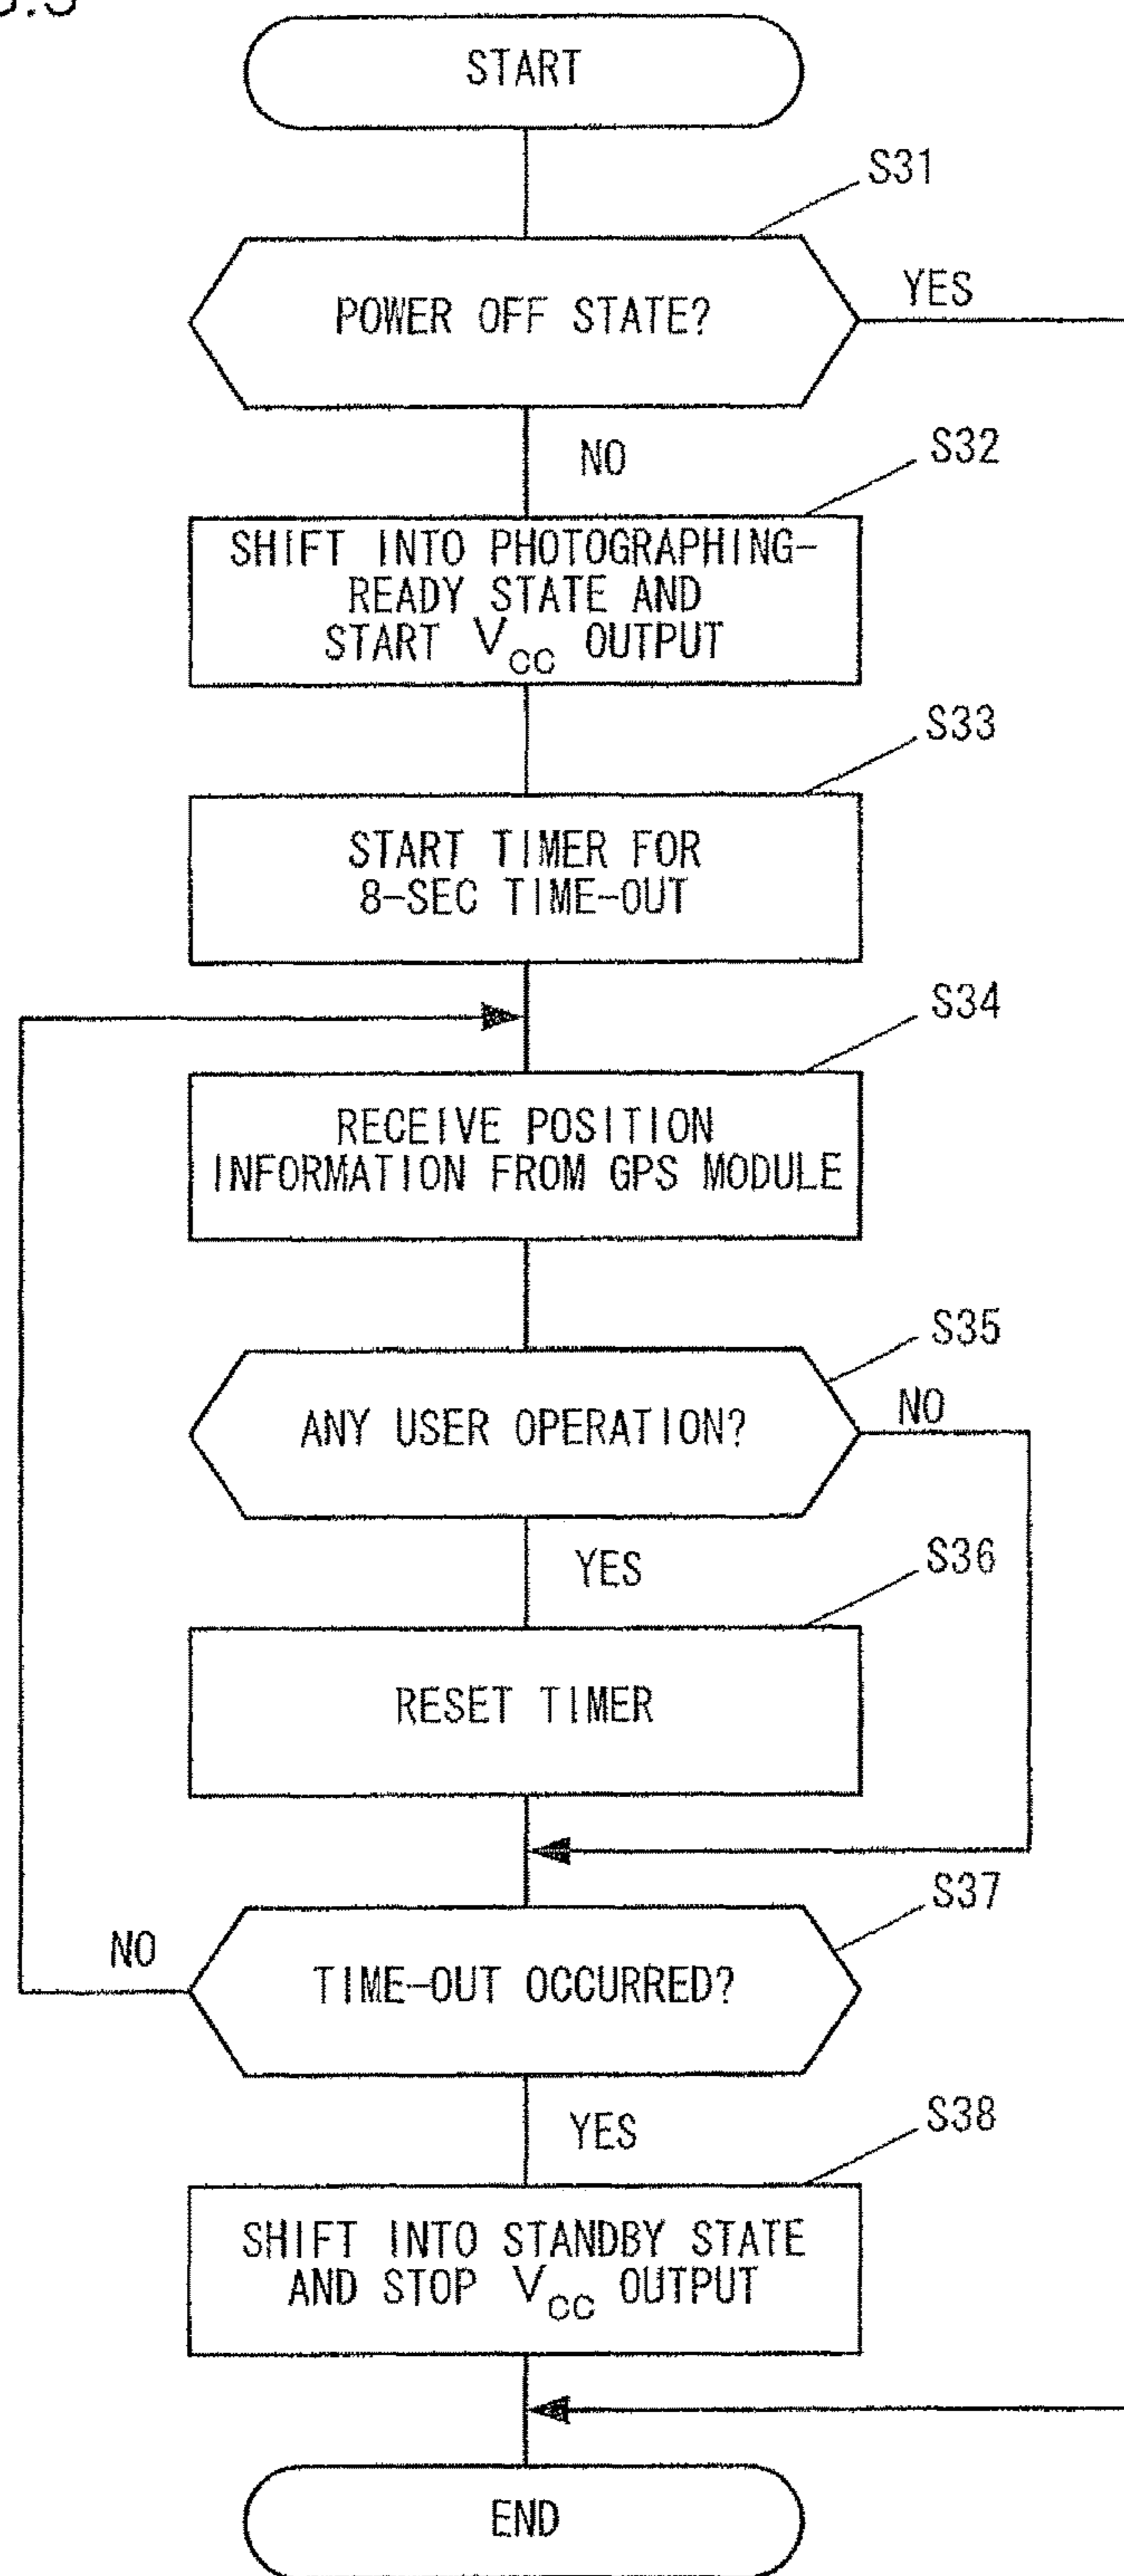 START
S31
POWER OFF STATE?
YES
NO
S32
SHIFT INTO PHOTOGRAPHING-
READY STATE AND
START VCC OUTPUT
S33
START TIMER FOR
8-SEC TIME-OUT
S34
RECEIVE POSITION
INFORMATION FROM GPS MODULE
S35
ANY USER OPERATION?
NO
YES
S36
RESET TIMER
S37
NO
TIME-OUT OCCURRED?
YES
S38
SHIFT INTO STANDBY STATE
AND STOP VCC OUTPUT
END